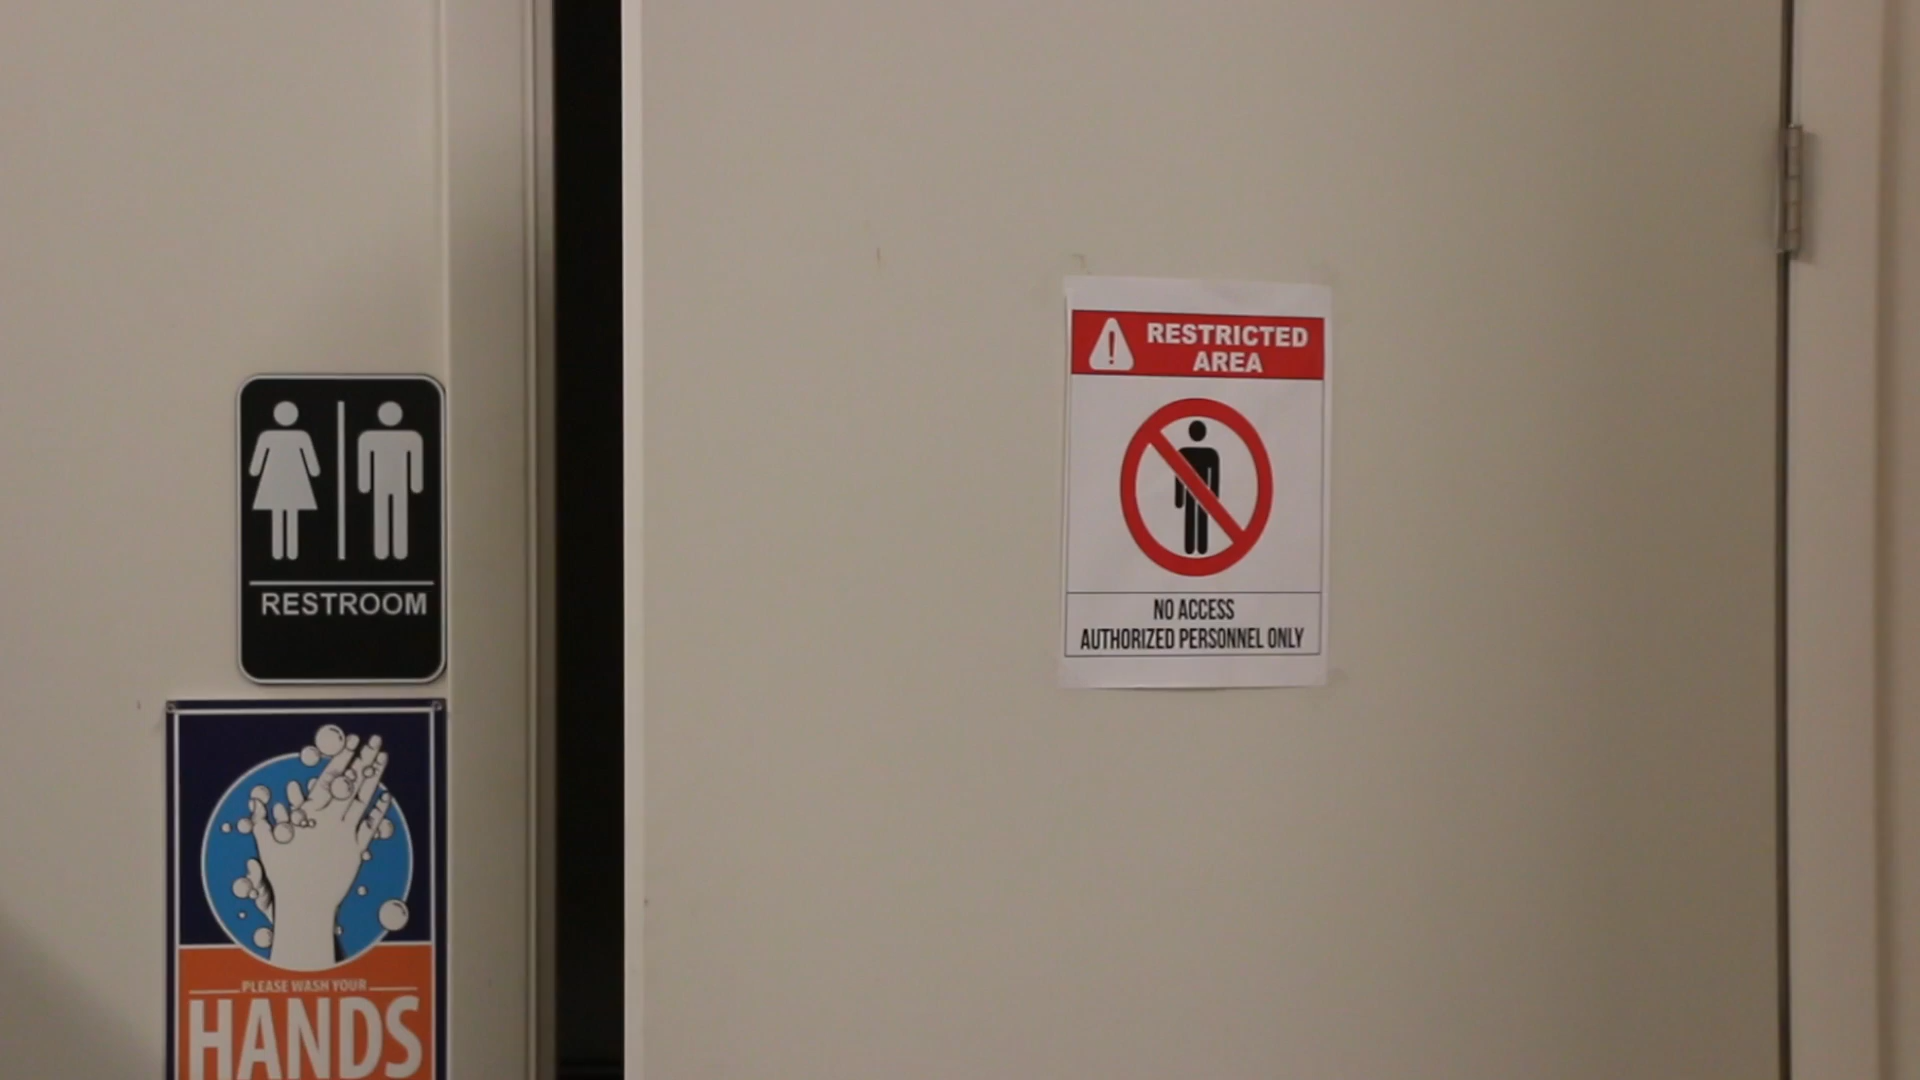 RESTROOM
PLEASE WASH YOUR
HANDS
RESTRICTED
AREA
NO ACCESS
AUTHORIZED PERSONNEL ONLY